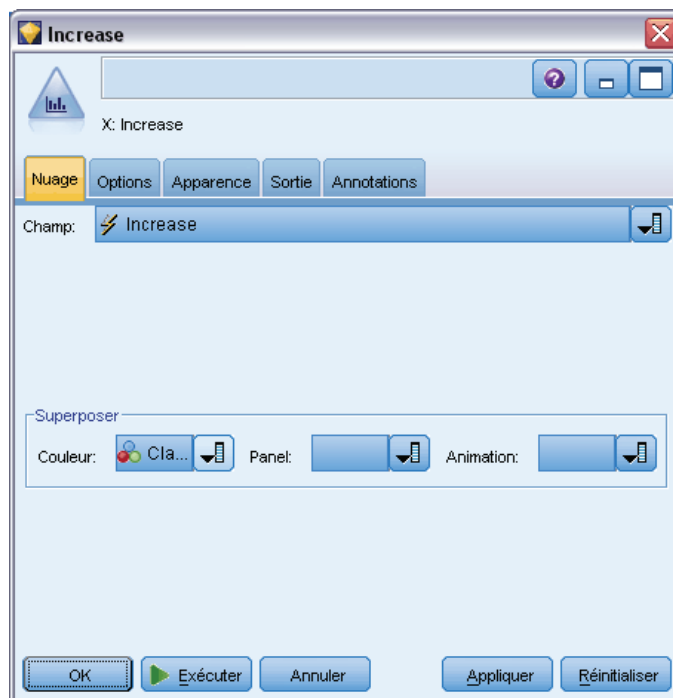 Increase
X: Increase
Nuage Options Apparence Sortie Annotations
Champ: Increase
Superposer
Couleur: Cla... Panel: Animation:
OK Exécuter Annuler Appliquer Réinitialiser